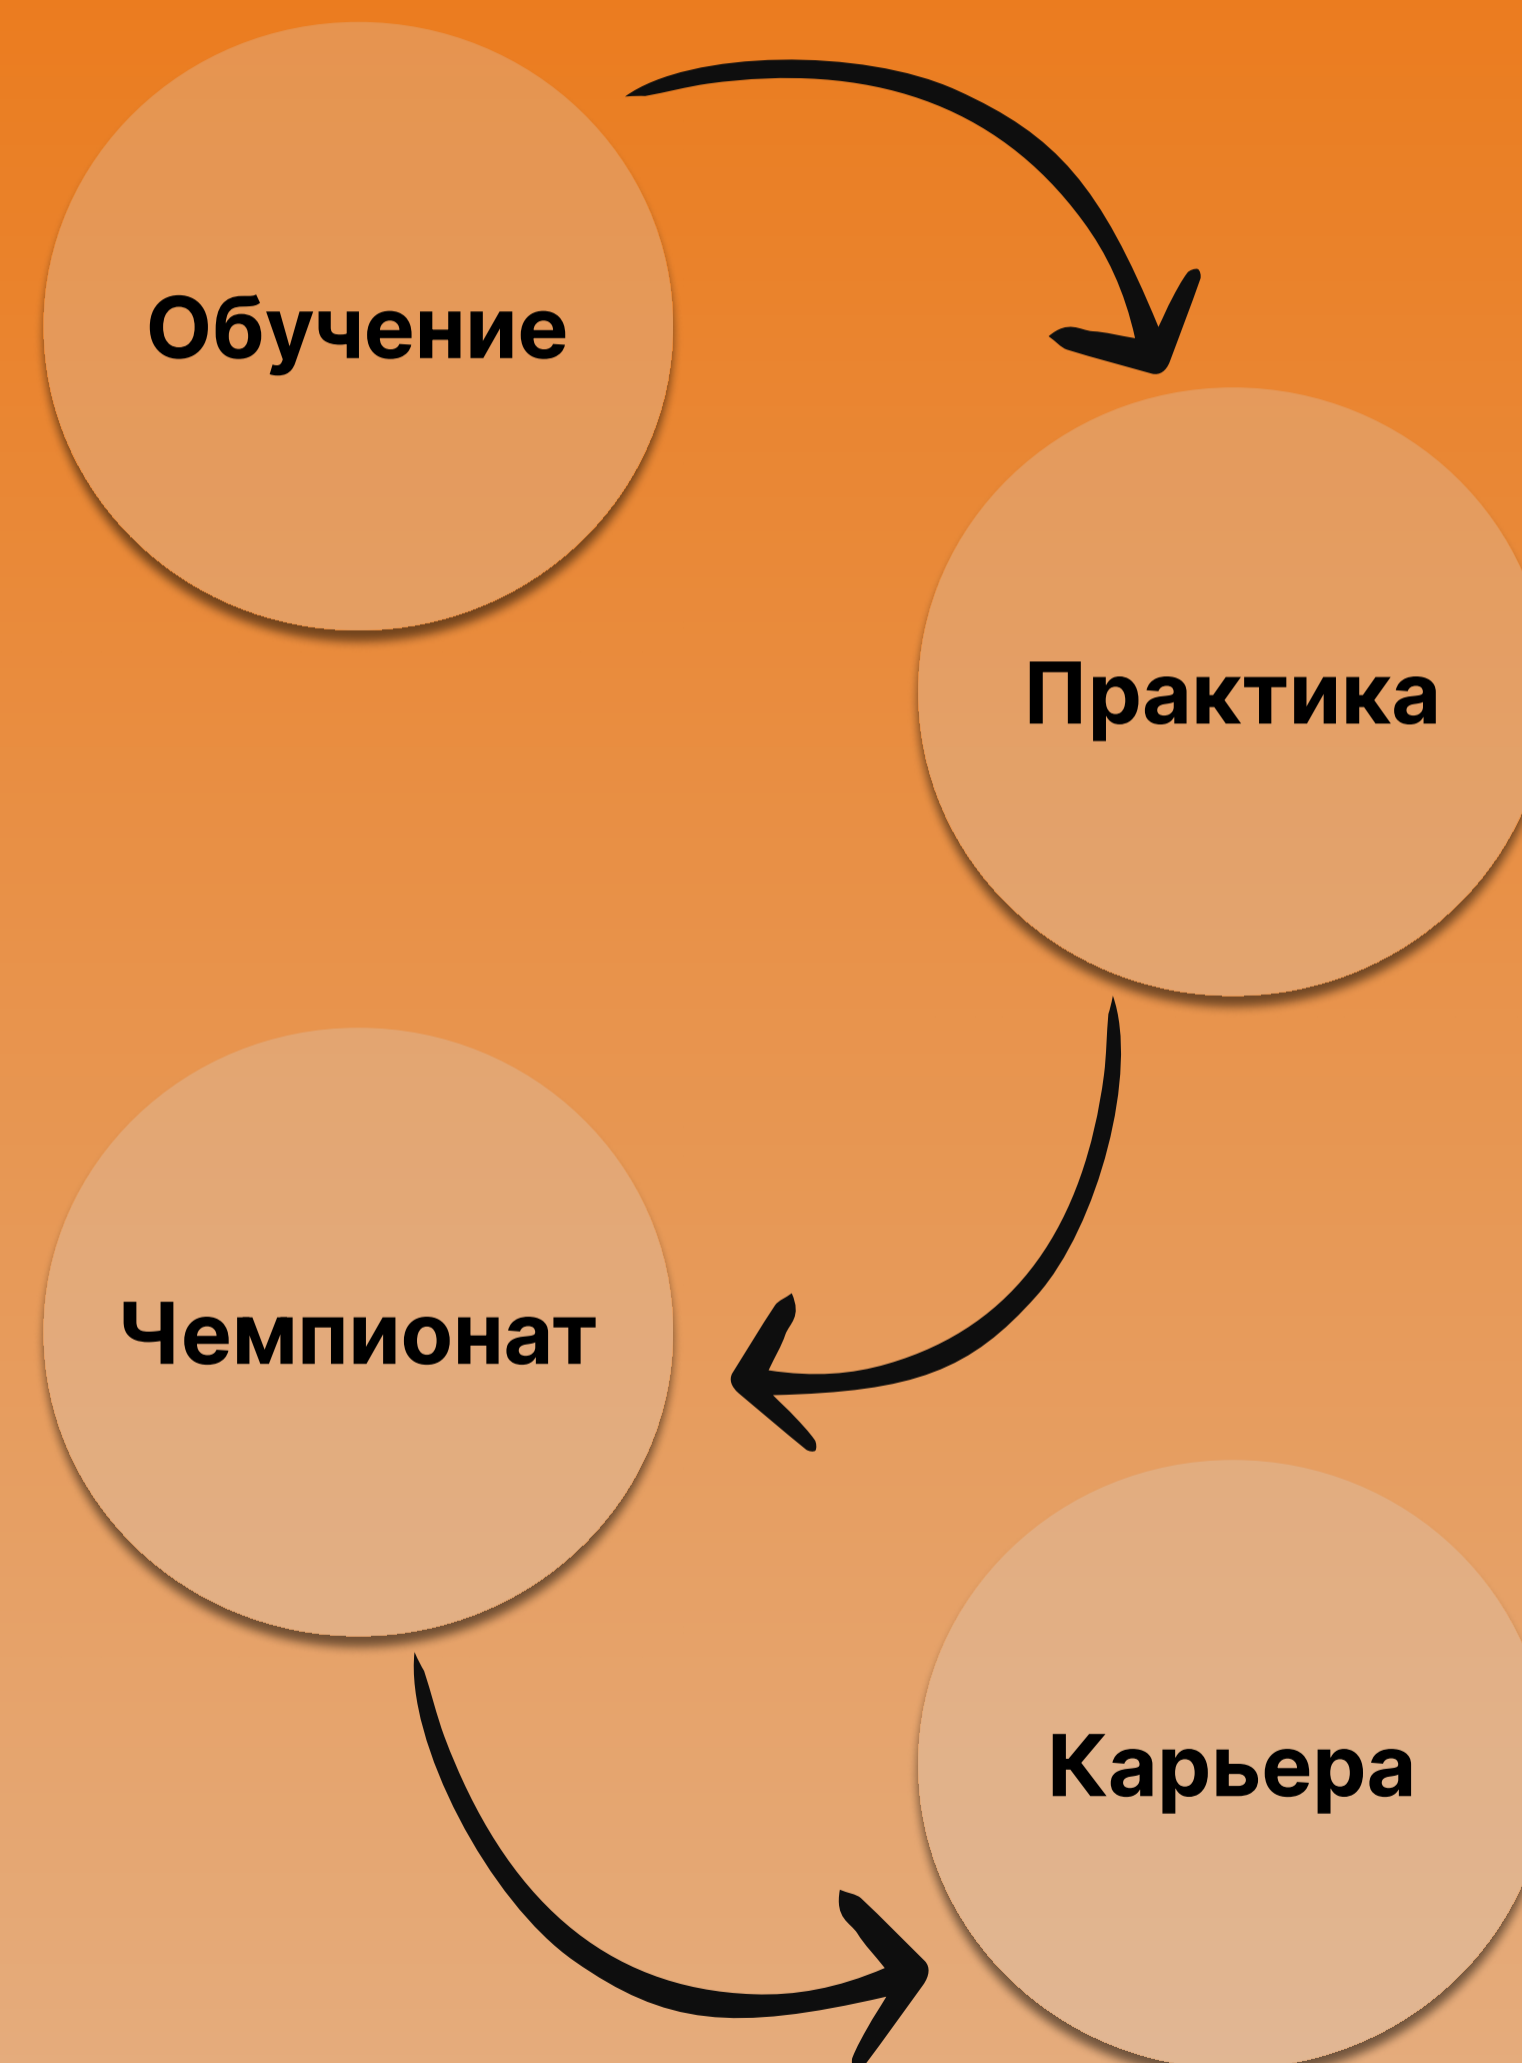 Обучение
Практика
Чемпионат
Карьера